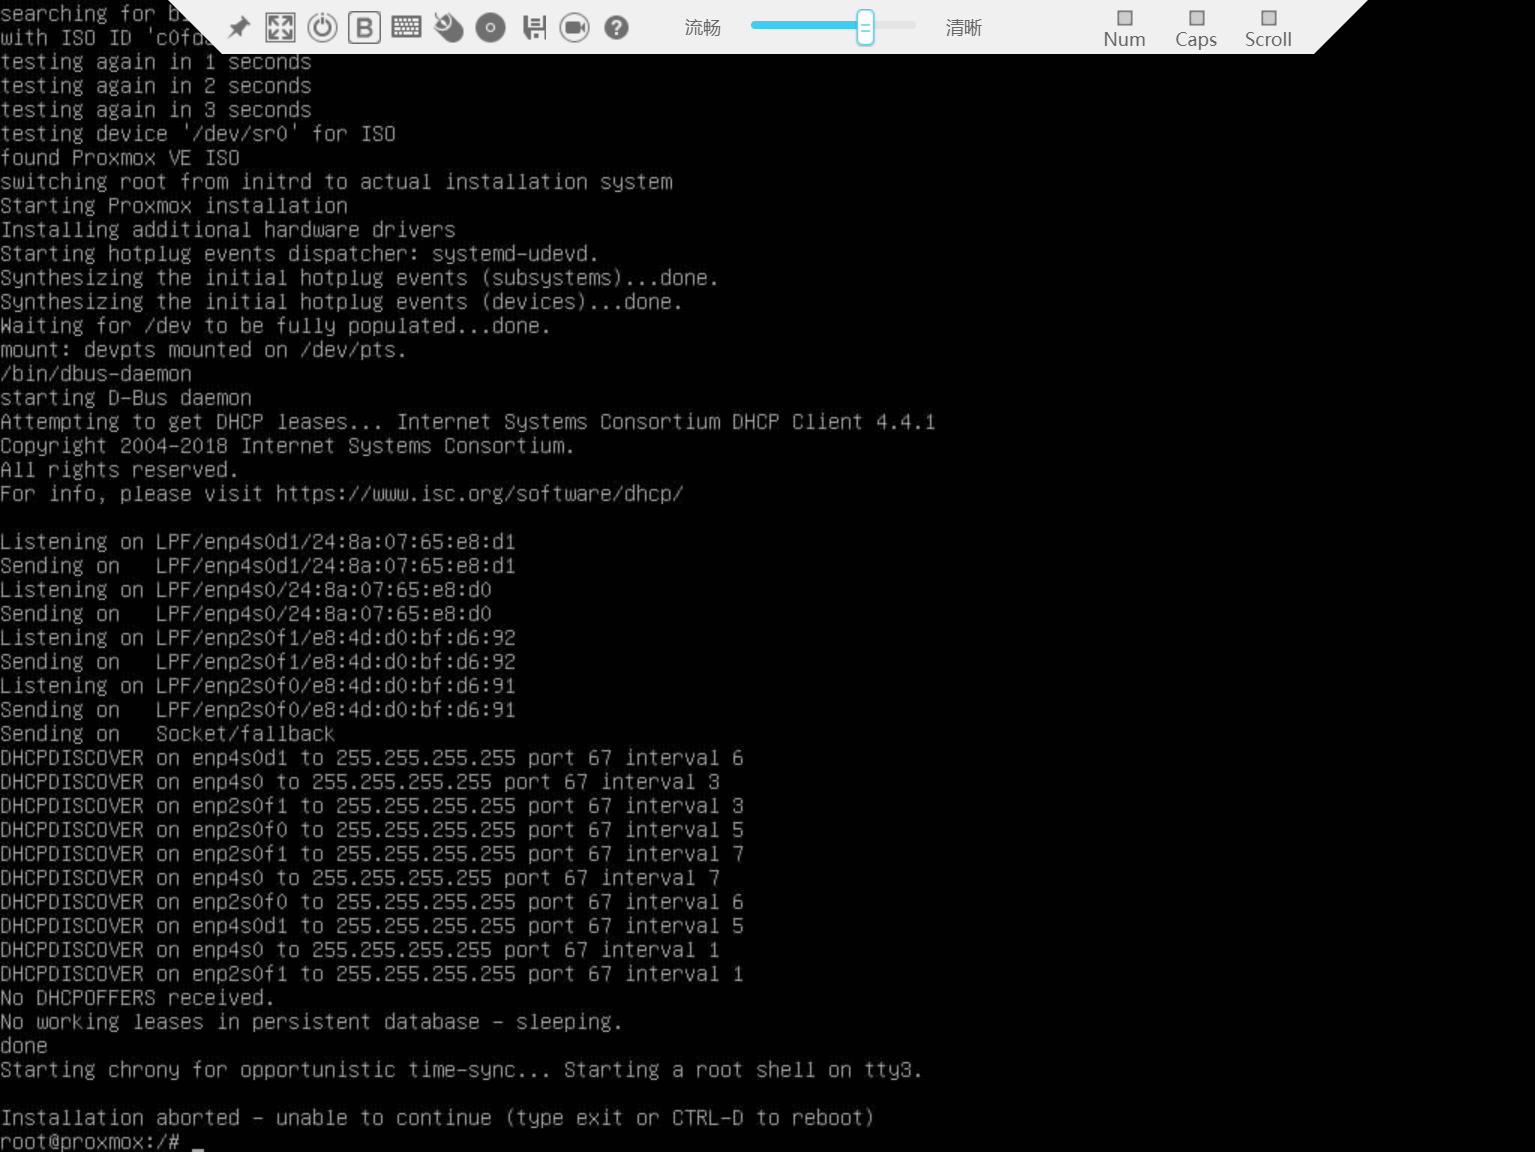 searching for b
with ISO ID 'c0fd
流畅
清晰
Num
Caps
Scroll
testing again in 1 seconds
testing again in 2 seconds
testing again in 3 seconds
testing device '/dev/sr0' for ISO
found Proxmox VE ISO
switching root from initrd to actual installation system
Starting Proxmox installation
Installing additional hardware drivers
Starting hotplug events dispatcher: systemd-udevd.
Synthesizing the initial hotplug events (subsystems)...done.
Synthesizing the initial hotplug events (devices)...done.
Waiting for /dev to be fully populated...done.
mount: devpts mounted on /dev/pts.
/bin/dbus-daemon
starting D-Bus daemon
Attempting to get DHCP leases... Internet Systems Consortium DHCP Client 4.4.1
Copyright 2004-2018 Internet Systems Consortium.
All rights reserved.
For info, please visit https://www.isc.org/software/dhcp/
Listening on LPF/enp4s0d1/24:8a:07:65:e8:d1
Sending on   LPF/enp4s0d1/24:8a:07:65:e8:d1
Listening on LPF/enp4s0/24:8a:07:65:e8:d0
Sending on   LPF/enp4s0/24:8a:07:65:e8:d0
Listening on LPF/enp2s0f1/e8:4d:d0:bf:d6:92
Sending on   LPF/enp2s0f1/e8:4d:d0:bf:d6:92
Listening on LPF/enp2s0f0/e8:4d:d0:bf:d6:91
Sending on   LPF/enp2s0f0/e8:4d:d0:bf:d6:91
Sending on   Socket/fallback
DHCPDISCOVER on enp4s0d1 to 255.255.255.255 port 67 interval 6
DHCPDISCOVER on enp4s0 to 255.255.255.255 port 67 interval 3
DHCPDISCOVER on enp2s0f1 to 255.255.255.255 port 67 interval 3
DHCPDISCOVER on enp2s0f0 to 255.255.255.255 port 67 interval 5
DHCPDISCOVER on enp2s0f1 to 255.255.255.255 port 67 interval 7
DHCPDISCOVER on enp4s0 to 255.255.255.255 port 67 interval 7
DHCPDISCOVER on enp2s0f0 to 255.255.255.255 port 67 interval 6
DHCPDISCOVER on enp4s0d1 to 255.255.255.255 port 67 interval 5
DHCPDISCOVER on enp4s0 to 255.255.255.255 port 67 interval 1
DHCPDISCOVER on enp2s0f1 to 255.255.255.255 port 67 interval 1
No DHCPOFFERS received.
No working leases in persistent database - sleeping.
done
Starting chrony for opportunistic time-sync... Starting a root shell on tty3.
Installation aborted - unable to continue (type exit or CTRL-D to reboot)
root@proxmox:/# _